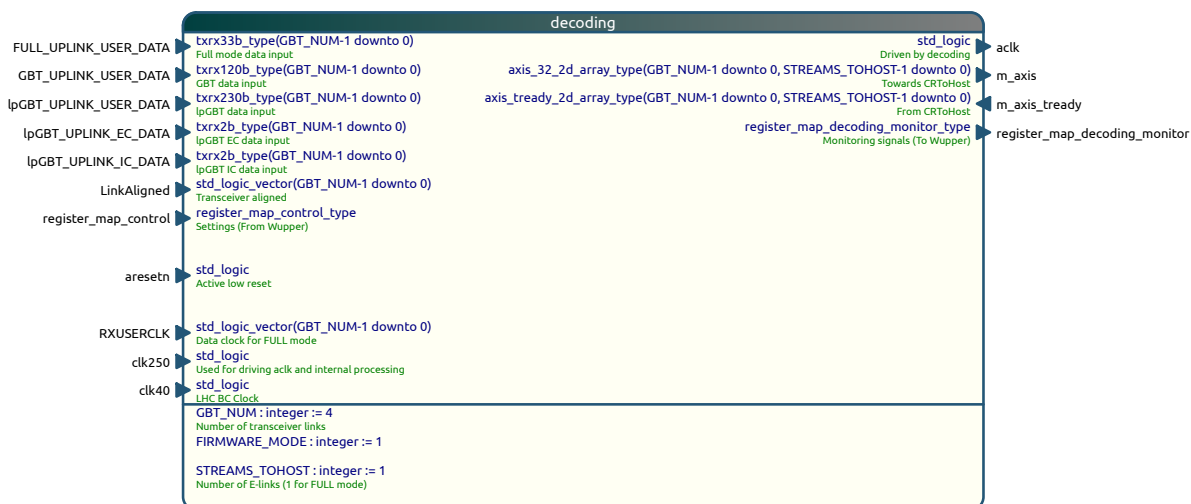 decoding
FULL_UPLINK_USER_DATA
txrx33b_type(GBT_NUM-1 downto 0)
Full mode data input
GBT_UPLINK_USER_DATA
txrx120b_type(GBT_NUM-1 downto 0)
GBT data input
lpGBT_UPLINK_USER_DATA
txrx230b_type(GBT_NUM-1 downto 0)
lpGBT data input
lpGBT_UPLINK_EC_DATA
txrx2b_type(GBT_NUM-1 downto 0)
lpGBT EC data input
lpGBT_UPLINK_IC_DATA
txrx2b_type(GBT_NUM-1 downto 0)
lpGBT IC data input
LinkAligned
std_logic_vector(GBT_NUM-1 downto 0)
Transceiver aligned
register_map_control
register_map_control_type
Settings (From Wupper)
aresetn
std_logic
Active low reset
RXUSERCLK
std_logic_vector(GBT_NUM-1 downto 0)
Data clock for FULL mode
clk250
std_logic
Used for driving aclk and internal processing
clk40
std_logic
LHC BC Clock
std_logic
Driven by decoding
aclk
axis_32_2d_array_type(GBT_NUM-1 downto 0, STREAMS_TOHOST-1 downto 0)
Towards CRToHost
m_axis
axis_tready_2d_array_type(GBT_NUM-1 downto 0, STREAMS_TOHOST-1 downto 0)
From CRToHost
m_axis_tready
register_map_decoding_monitor_type
Monitoring signals (To Wupper)
register_map_decoding_monitor
GBT_NUM : integer := 4
Number of transceiver links
FIRMWARE_MODE : integer := 1
STREAMS_TOHOST : integer := 1
Number of E-links (1 for FULL mode)